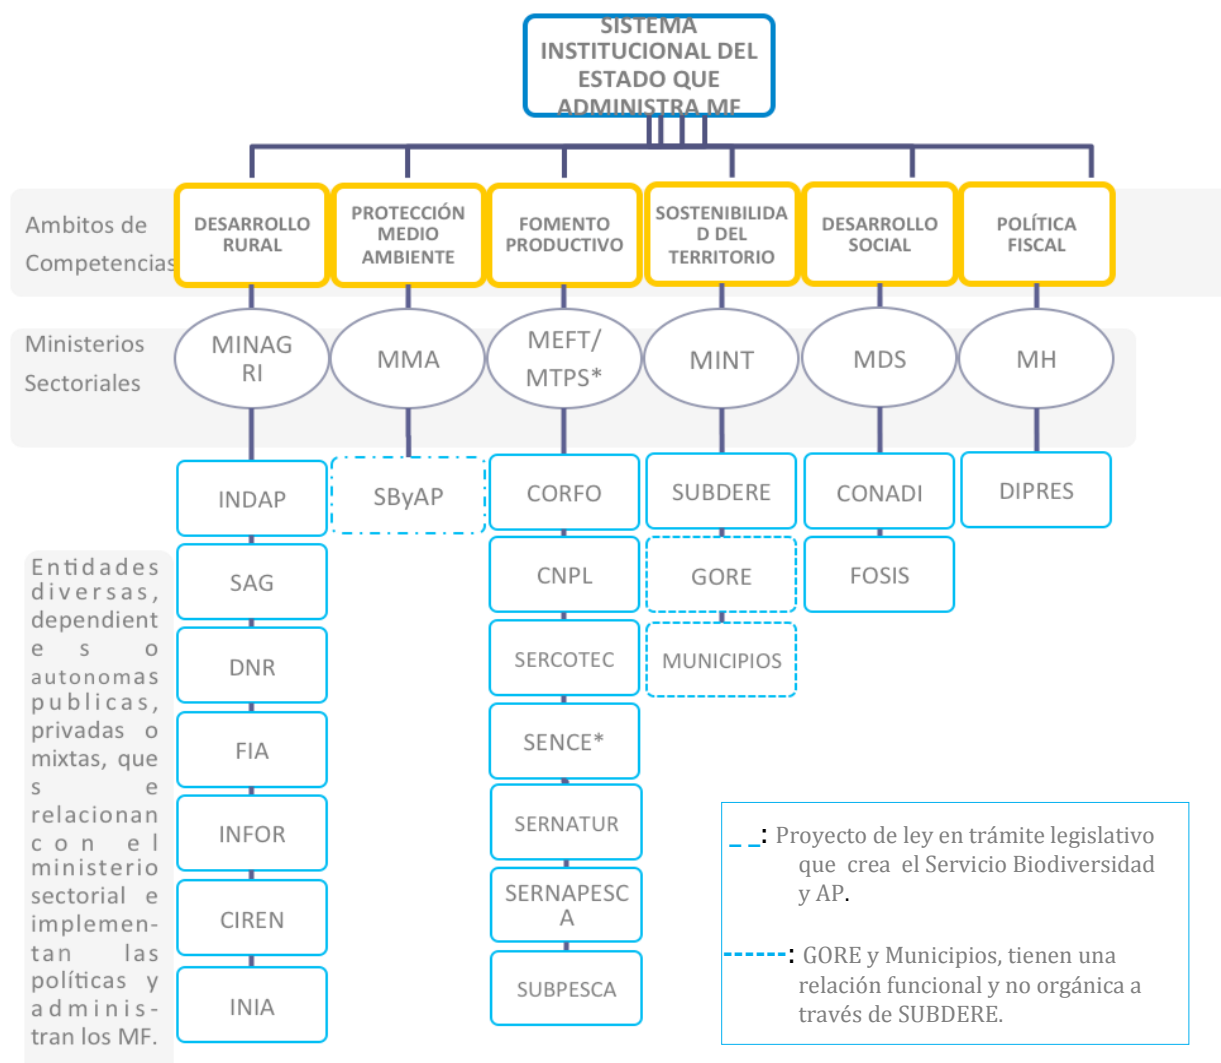 SISTEMA
INSTITUCIONAL DEL
ESTADO QUE
ADMINISTRA MF
Ambitos de
Competencias
DESARROLLO
RURAL
PROTECCIÓN
MEDIO
AMBIENTE
FOMENTO
PRODUCTIVO
SOSTENIBILIDA
D DEL
TERRITORIO
DESARROLLO
SOCIAL
POLÍTICA
FISCAL
Ministerios
Sectoriales
MINAG
RI
MMA
MEFT/
MTPS*
MINT
MDS
MH
INDAP
SByAP
CORFO
SUBDERE
CONADI
DIPRES
Entidades
diversas,
dependient
e s o
autonomas
publicas,
privadas o
mixtas, que
s e
relacionan
con el
ministerio
sectorial e
implemen-
tan las
políticas y
adminis-
tran los MF.
SAG
CNPL
GORE
FOSIS
DNR
SERCOTEC
MUNICIPIOS
FIA
SENCE*
INFOR
SERNATUR
CIREN
SERNAPESC
A
INIA
SUBPESCA
_ _: Proyecto de ley en trámite legislativo
que crea el Servicio Biodiversidad
y AP.
------: GORE y Municipios, tienen una
relación funcional y no orgánica a
través de SUBDERE.